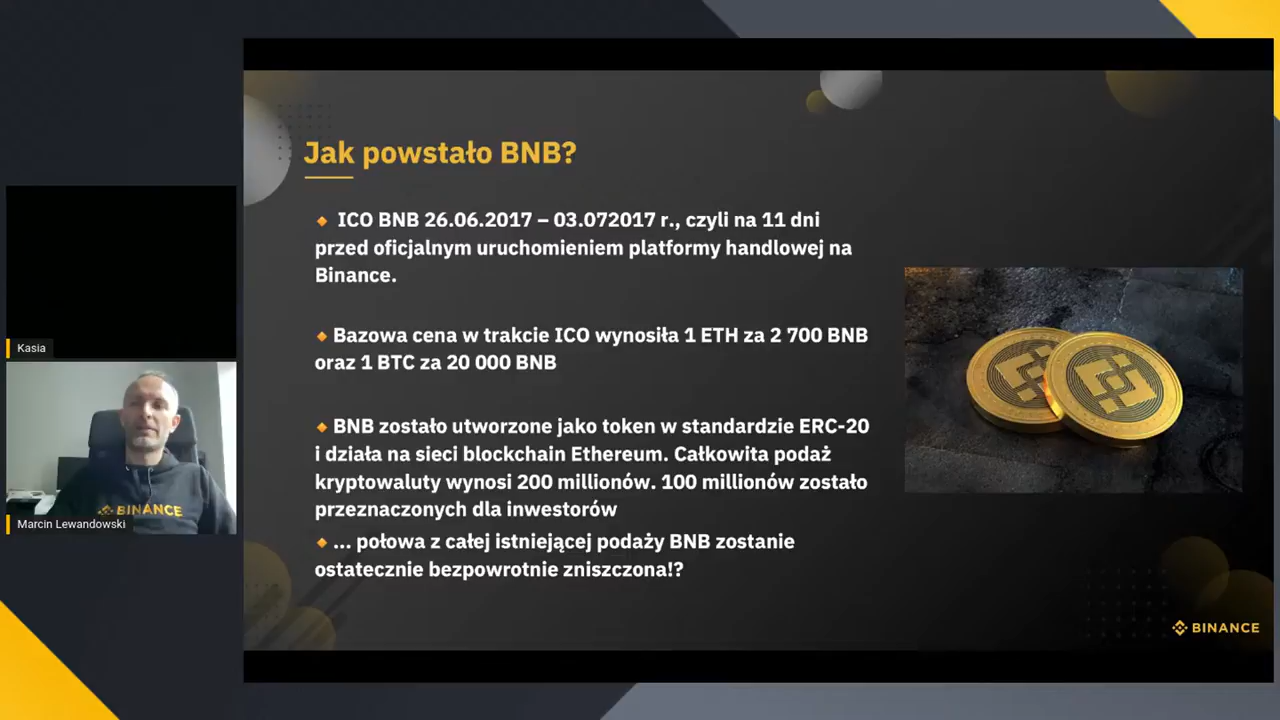 Jak powstało BNB?
🔸 ICO BNB 26.06.2017 – 03.072017 r., czyli na 11 dni
przed oficjalnym uruchomieniem platformy handlowej na
Binance.
🔸 Bazowa cena w trakcie ICO wynosiła 1 ETH za 2 700 BNB
oraz 1 BTC za 20 000 BNB
🔸 BNB zostało utworzone jako token w standardzie ERC-20
i działa na sieci blockchain Ethereum. Całkowita podaż
kryptowaluty wynosi 200 millionów. 100 millionów zostało
przeznaczonych dla inwestorów
🔸 ... połowa z całej istniejącej podaży BNB zostanie
ostatecznie bezpowrotnie zniszczona!?
Kasia
BINANCE
Marcin Lewandowski
BINANCE